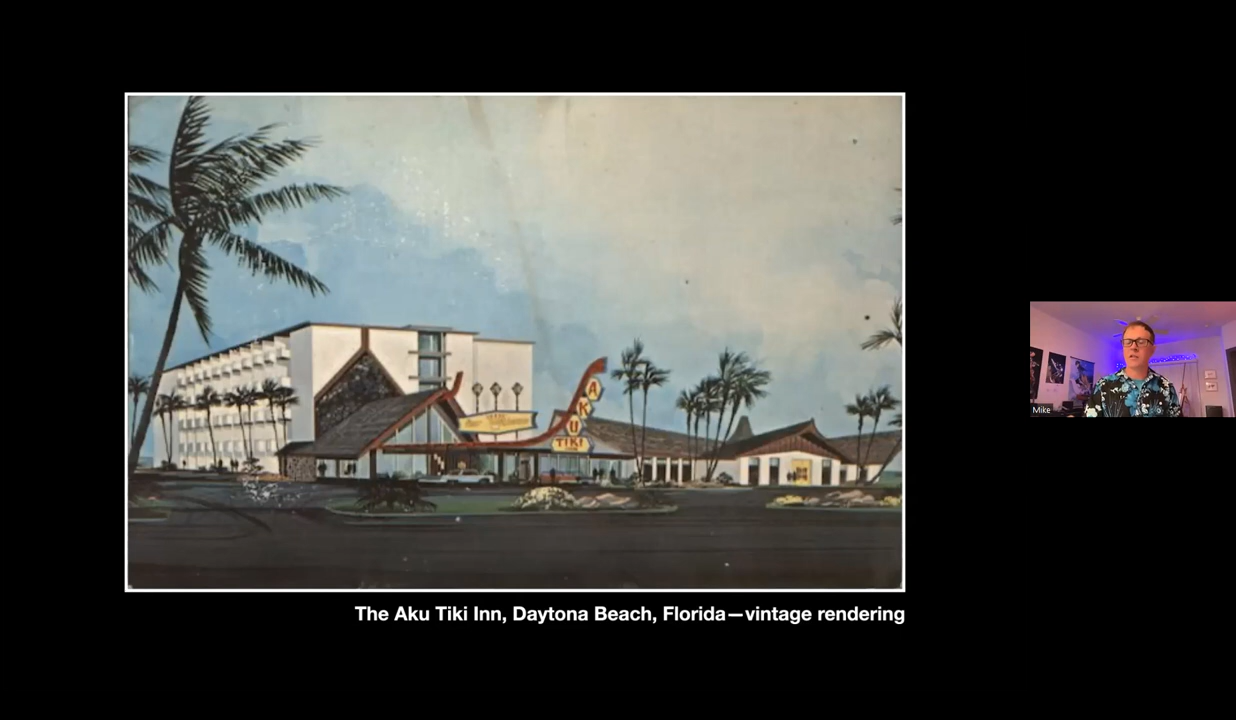 AKU
TIKI
The Aku Tiki Inn, Daytona Beach, Florida—vintage rendering
Mike